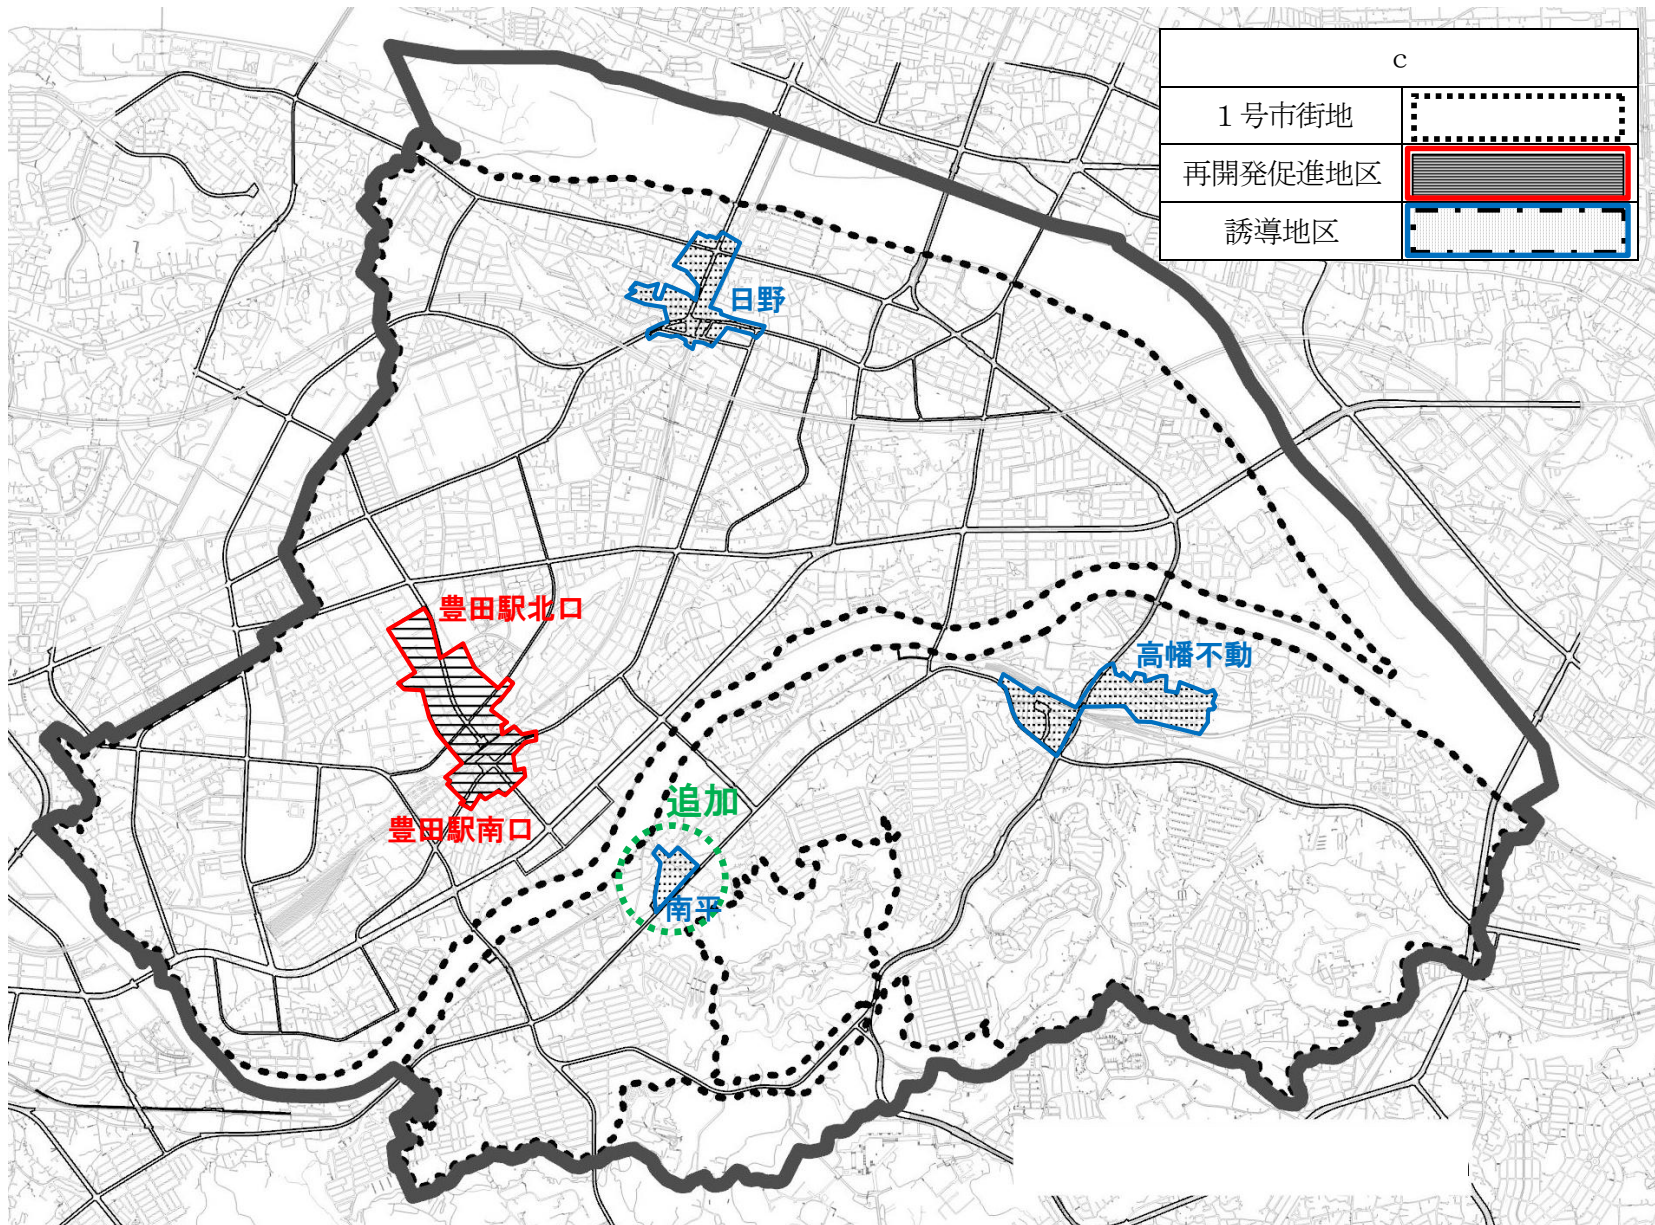 c
１号市街地
再開発促進地区
誘導地区
日野
豊田駅北口
高幡不動
追加
豊田駅南口
南平